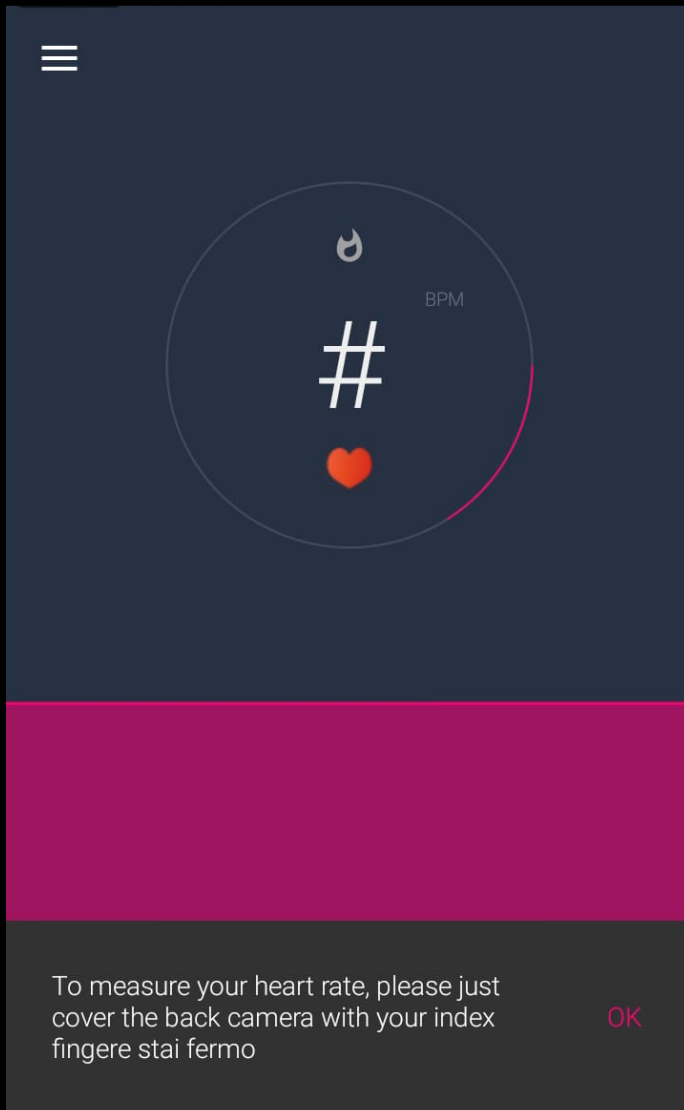 BPM
#
To measure your heart rate, please just
cover the back camera with your index
fingere stai fermo
OK